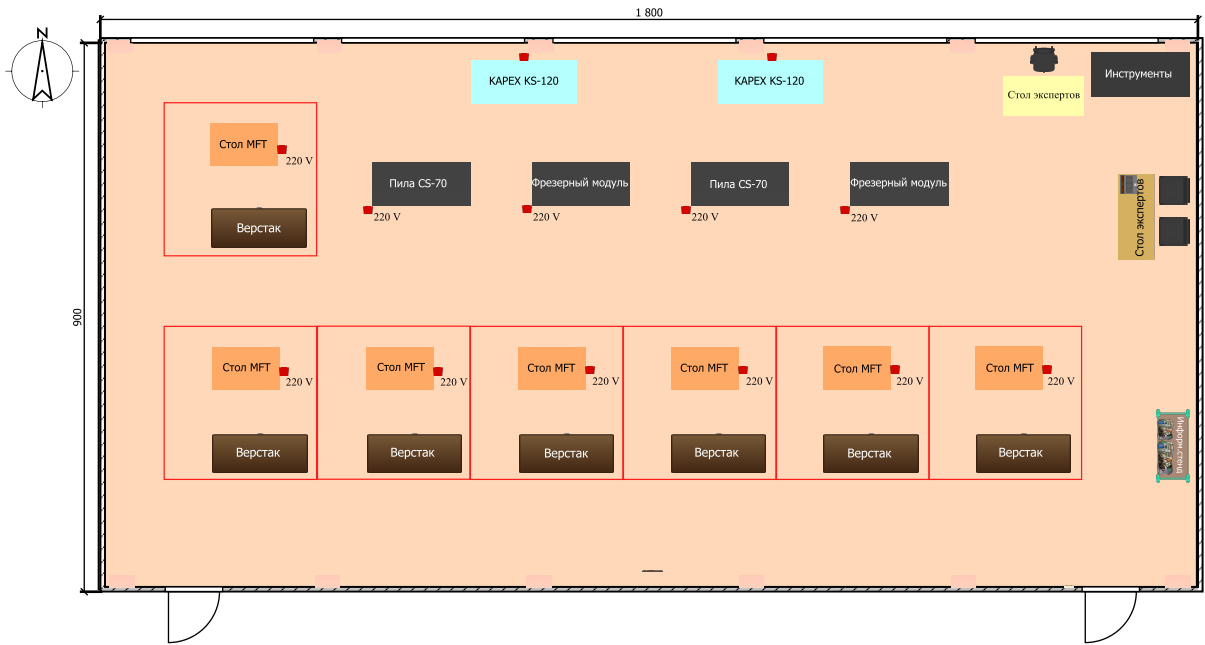 1 800
N
KAPEX KS-120
KAPEX KS-120
Инструменты
Стол экспертов
Стол MFT
220 V
Пила CS-70
Фрезерный модуль
Пила CS-70
Фрезерный модуль
220 V
220 V
220 V
220 V
Верстак
Стол экспертов
900
Стол MFT
220 V
Стол MFT
220 V
Стол MFT
220 V
Стол MFT
220 V
Стол MFT
220 V
Стол MFT
220 V
Верстак
Верстак
Верстак
Верстак
Верстак
Верстак
Информ.стенд